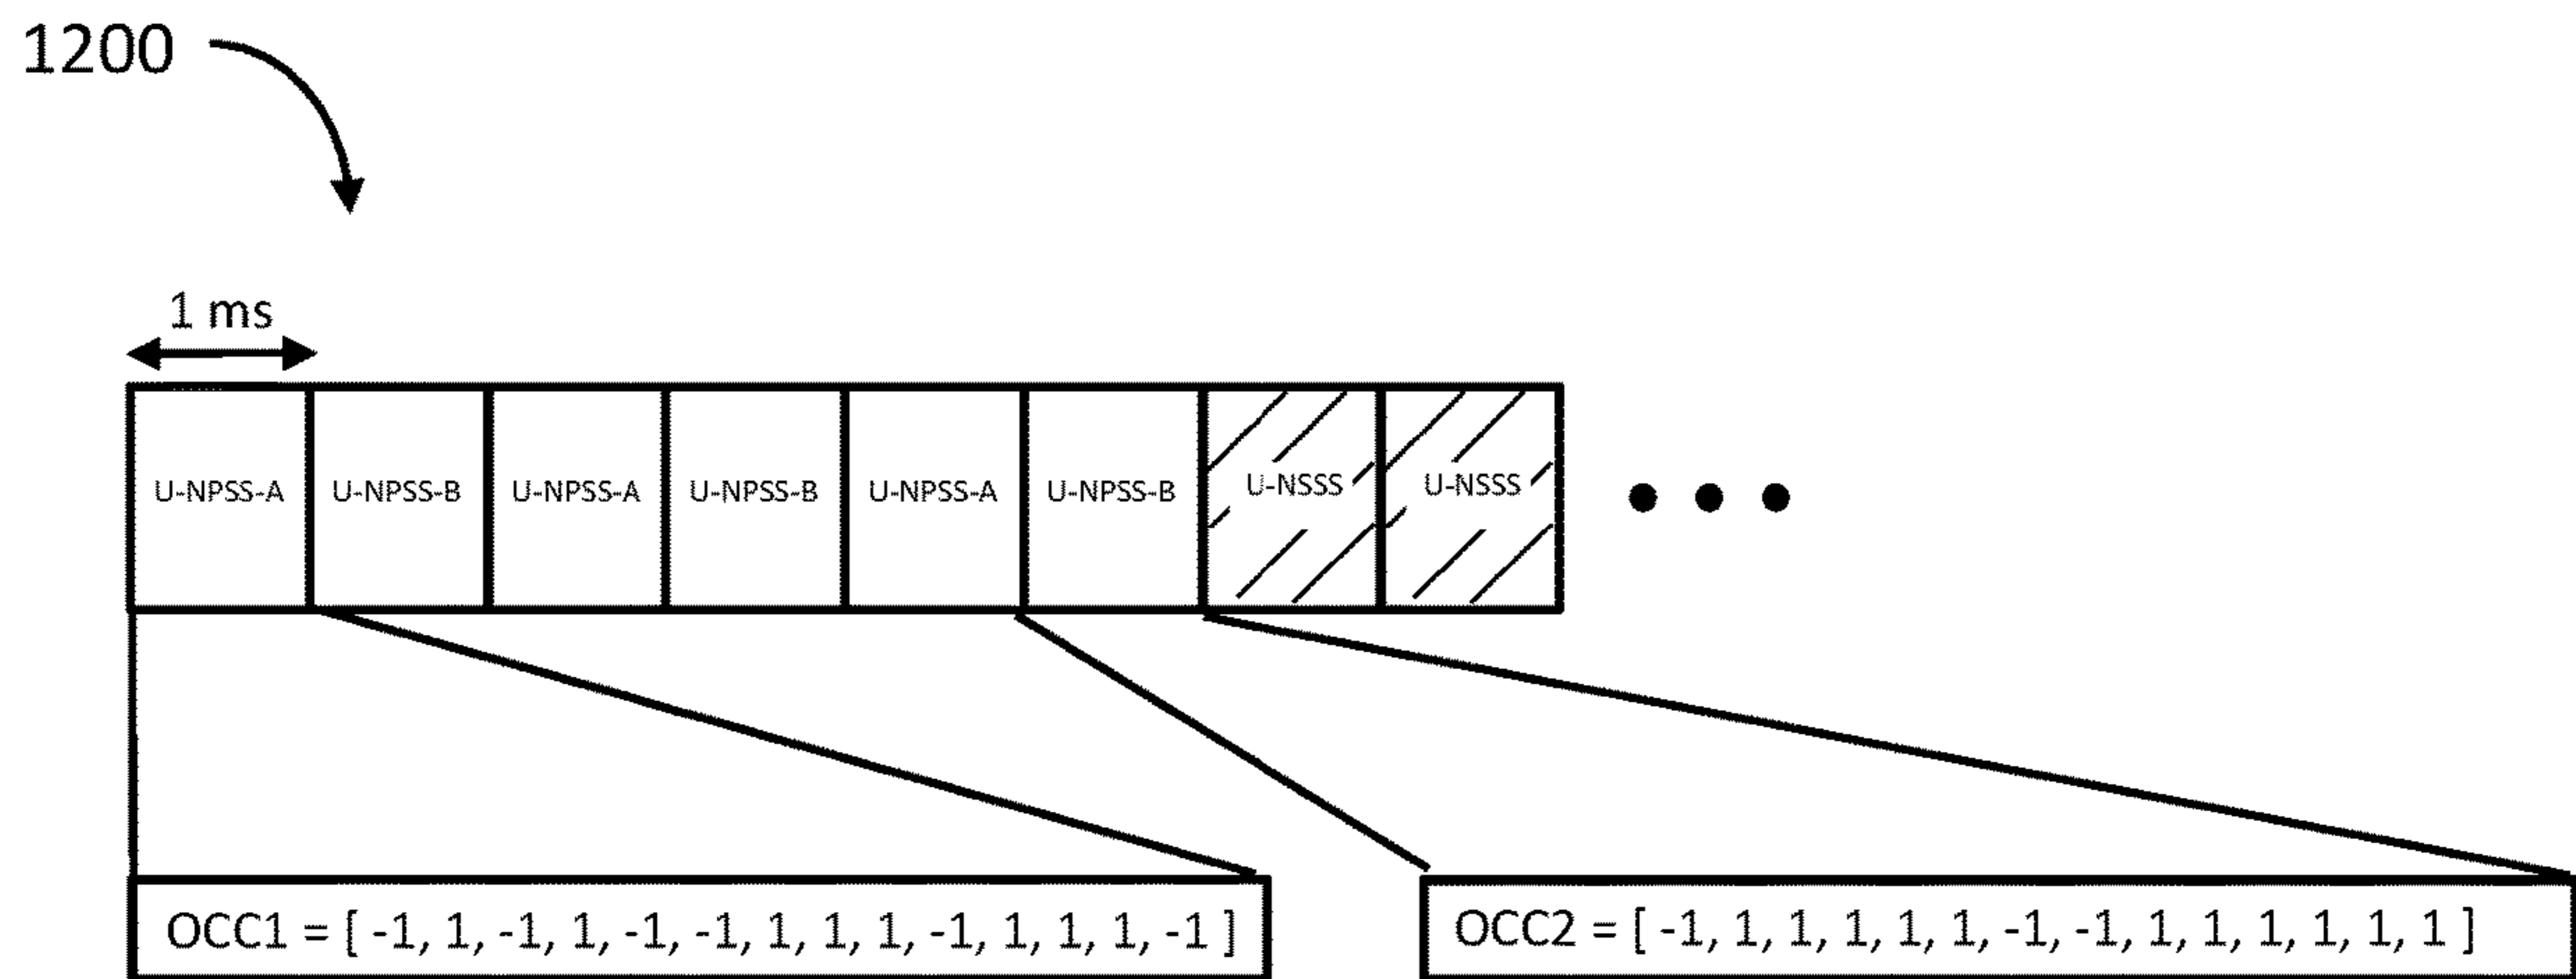 1200
1 ms
U-NPSS-A U-NPSS-B U-NPSS-A U-NPSS-B U-NPSS-A U-NPSS-B U-NSSS U-NSSS
OCC1 = [ -1, 1, -1, 1, -1, -1, 1, 1, 1, -1, 1, 1, 1, -1 ]
OCC2 = [ -1, 1, 1, 1, 1, 1, -1, -1, 1, 1, 1, 1, 1, 1 ]